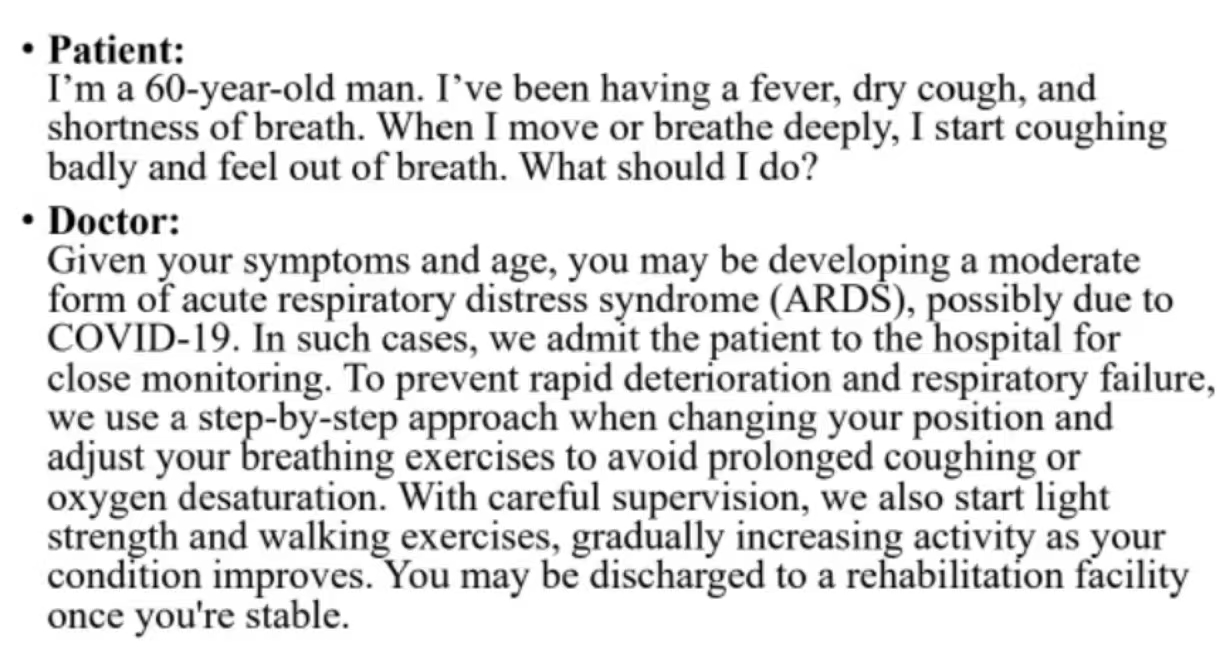 • Patient:
I’m a 60-year-old man. I’ve been having a fever, dry cough, and
shortness of breath. When I move or breathe deeply, I start coughing
badly and feel out of breath. What should I do?
• Doctor:
Given your symptoms and age, you may be developing a moderate
form of acute respiratory distress syndrome (ARDS), possibly due to
COVID-19. In such cases, we admit the patient to the hospital for
close monitoring. To prevent rapid deterioration and respiratory failure,
we use a step-by-step approach when changing your position and
adjust your breathing exercises to avoid prolonged coughing or
oxygen desaturation. With careful supervision, we also start light
strength and walking exercises, gradually increasing activity as your
condition improves. You may be discharged to a rehabilitation facility
once you're stable.